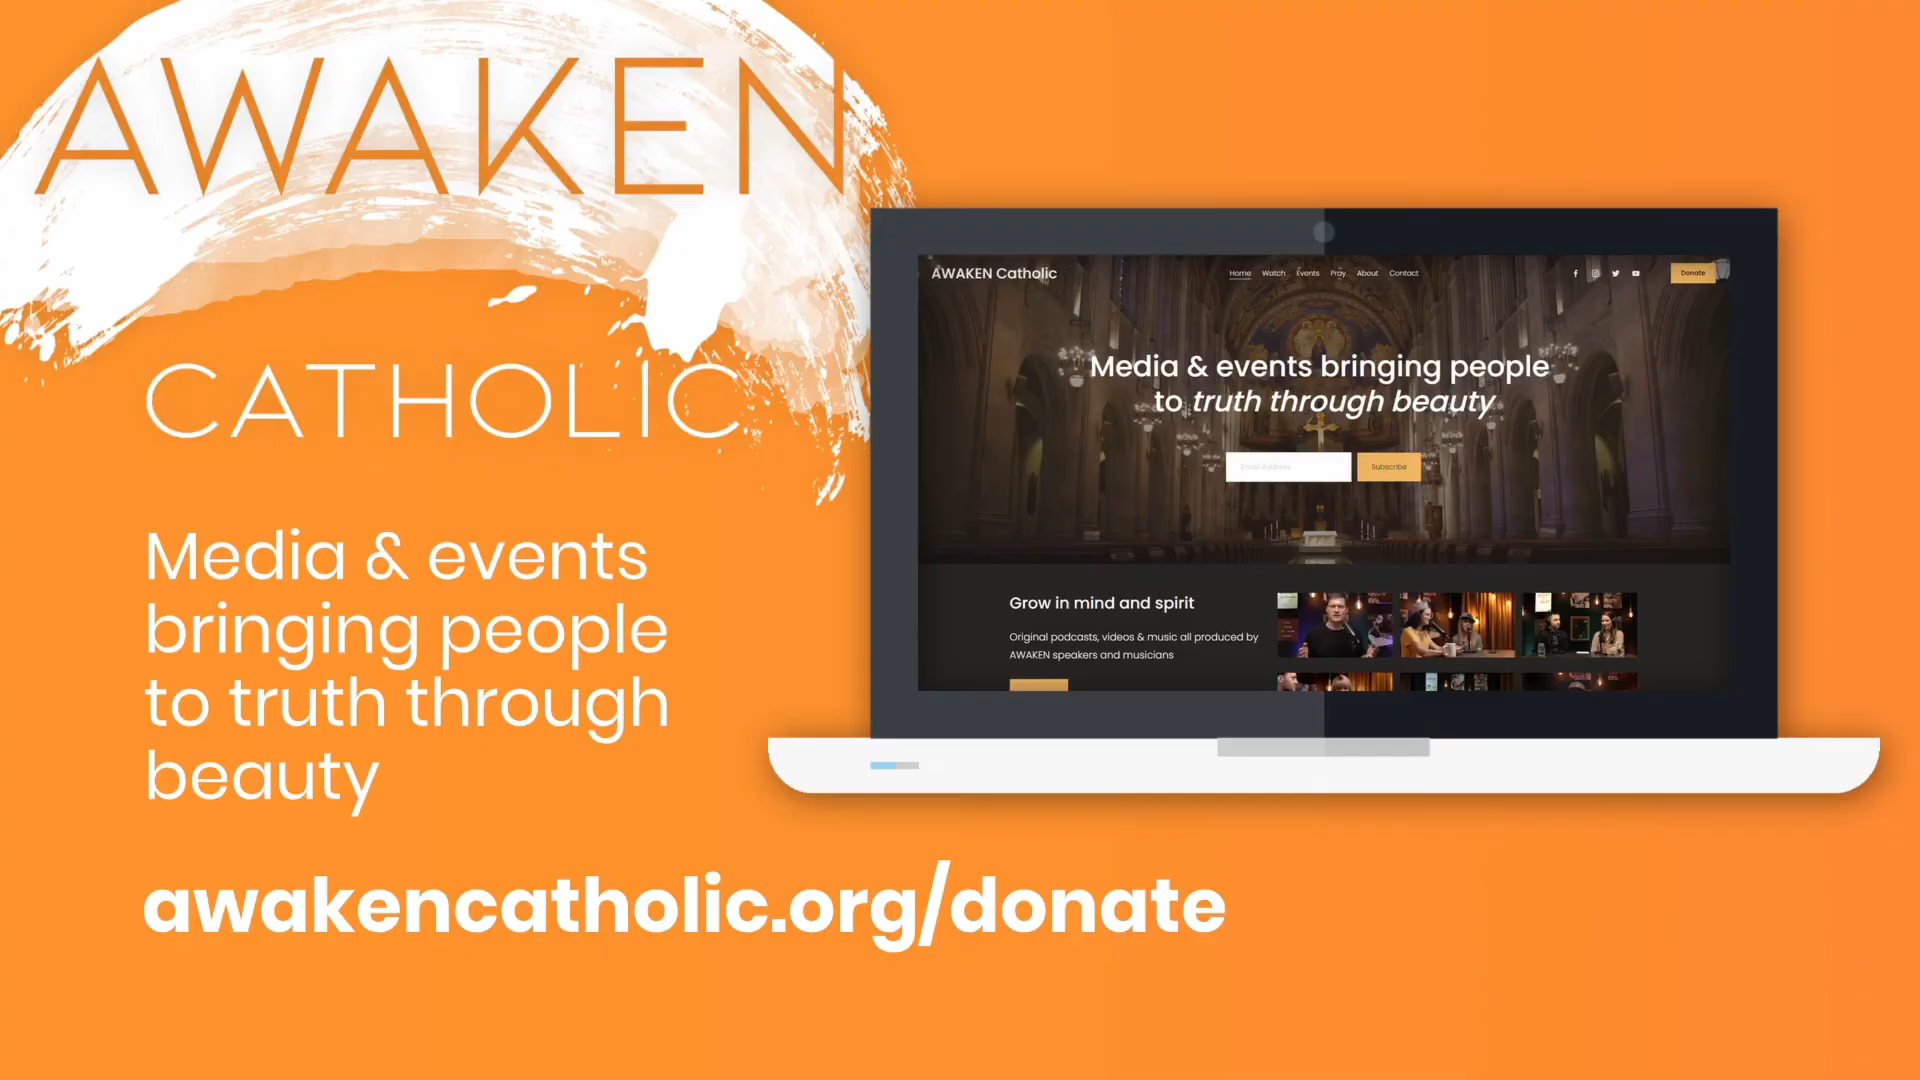 AWAKEN
CATHOLIC
Media & events
bringing people
to truth through
beauty
awakencatholic.org/donate
AWAKEN Catholic
Home Watch Events Pray About Contact
Donate
Media & events bringing people
to truth through beauty
Email Address
Subscribe
Grow in mind and spirit
Original podcasts, videos & music all produced by
AWAKEN speakers and musicians